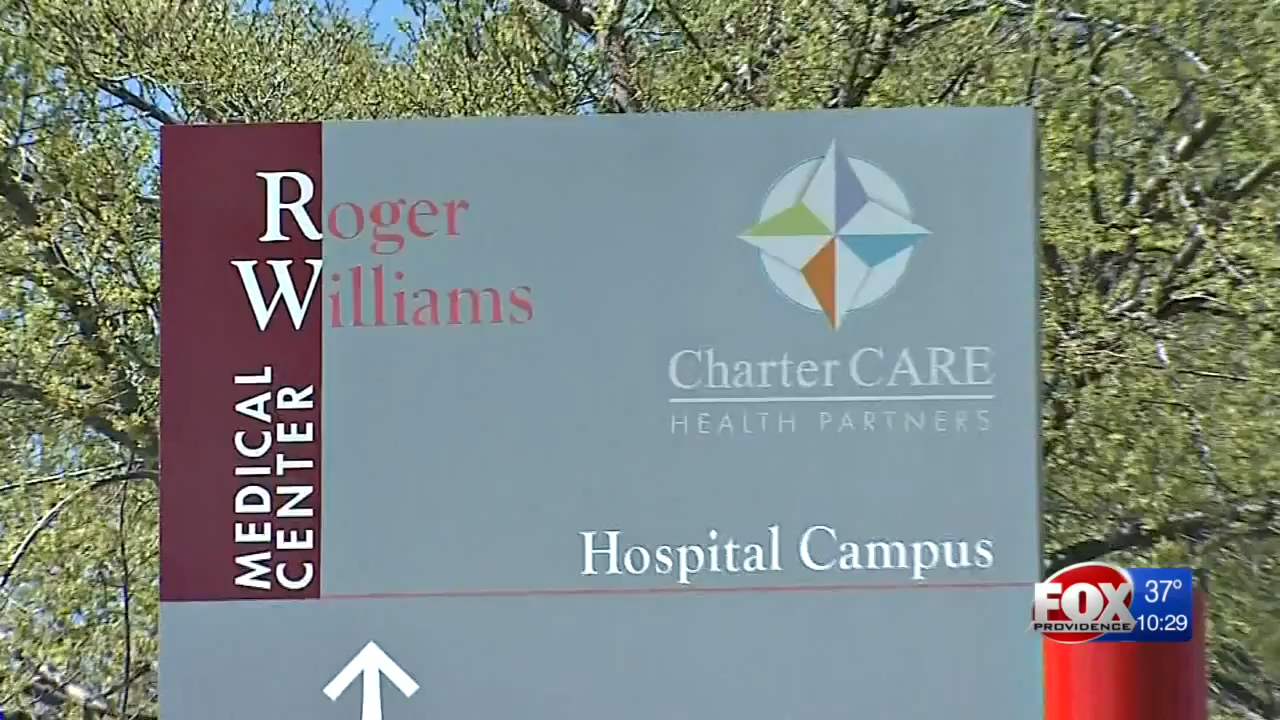 Roger
Williams
MEDICAL
CENTER
Charter CARE
HEALTH PARTNERS
Hospital Campus
FOX
PROVIDENCE
37°
10:29